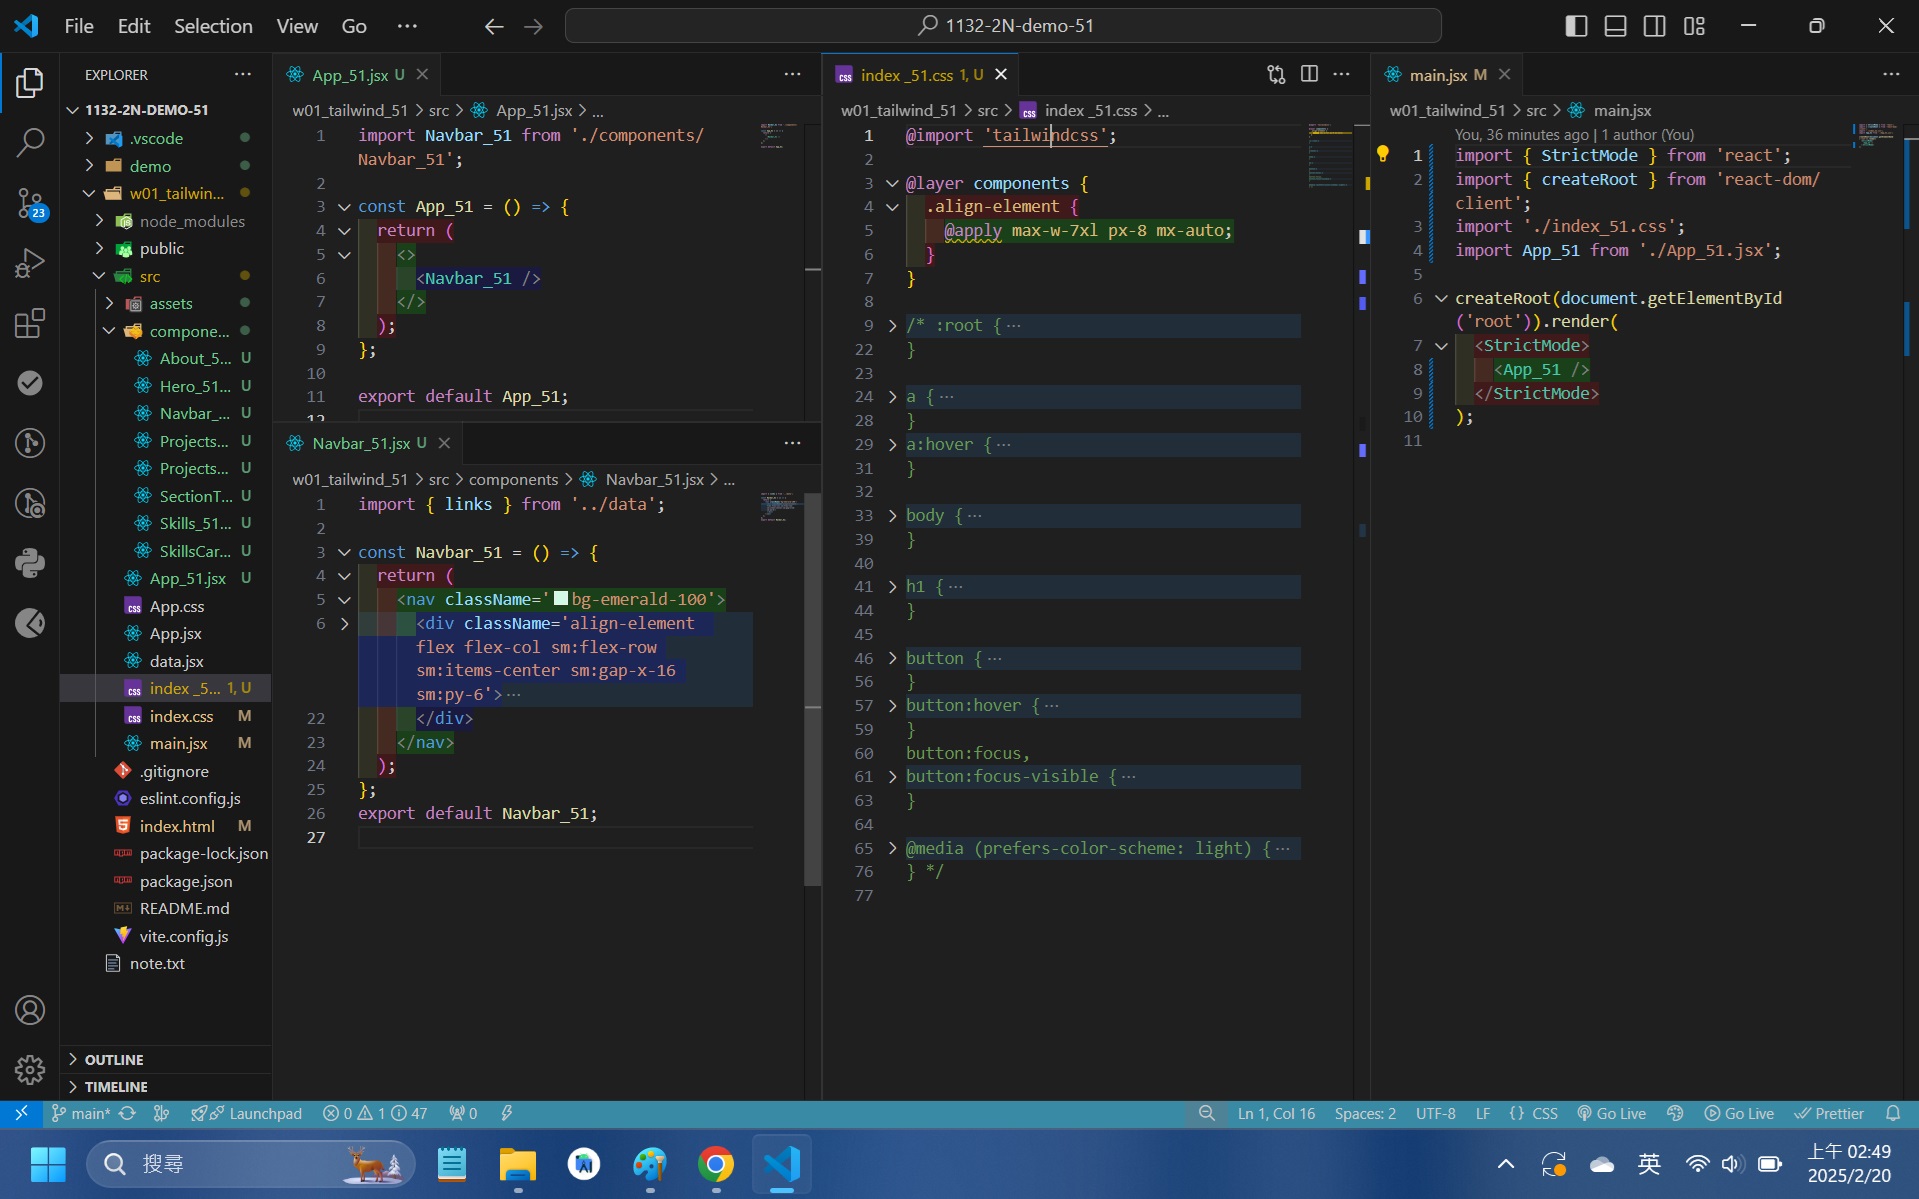 File Edit Selection View Go ···
1132-2N-demo-51
EXPLORER
1132-2N-DEMO-51
.vscode
demo
w01_tailwin...
node_modules
public
src
assets
compone...
About_5... U
Hero_51... U
Navbar_... U
Projects... U
Projects... U
SectionT... U
Skills_51... U
SkillsCar... U
App_51.jsx U
App.css
App.jsx
data.jsx
index _5... 1, U
index.css M
main.jsx M
.gitignore
eslint.config.js
index.html M
package-lock.json
package.json
README.md
vite.config.js
note.txt
OUTLINE
TIMELINE
23
App_51.jsx U
w01_tailwind_51 > src > App_51.jsx > ...
1 import Navbar_51 from './components/
Navbar_51';
2
3 const App_51 = () => {
4 return (
5 <>
6 <Navbar_51 />
7 </>
8 );
9 };
10
11 export default App_51;
12
Navbar_51.jsx U
w01_tailwind_51 > src > components > Navbar_51.jsx > ...
1 import { links } from '../data';
2
3 const Navbar_51 = () => {
4 return (
5 <nav className='bg-emerald-100'>
6 <div className='align-element
flex flex-col sm:flex-row
sm:items-center sm:gap-x-16
sm:py-6'>···
22 </div>
23 </nav>
24 );
25 };
26 export default Navbar_51;
27
index _51.css 1, U
w01_tailwind_51 > src > index _51.css > ...
1 @import 'tailwindcss';
2
3 @layer components {
4 .align-element {
5 @apply max-w-7xl px-8 mx-auto;
6 }
7 }
8
9 /* :root {···
22 }
23
24 a {···
28 }
29 a:hover {···
31 }
32
33 body {···
39 }
40
41 h1 {···
44 }
45
46 button {···
56 }
57 button:hover {···
59 }
60 button:focus,
61 button:focus-visible {···
63 }
64
65 @media (prefers-color-scheme: light) {···
76 } */
77
main.jsx M
w01_tailwind_51 > src > main.jsx
You, 36 minutes ago | 1 author (You)
1 import { StrictMode } from 'react';
2 import { createRoot } from 'react-dom/
client';
3 import './index_51.css';
4 import App_51 from './App_51.jsx';
5
6 createRoot(document.getElementById
('root')).render(
7 <StrictMode>
8 <App_51 />
9 </StrictMode>
10 );
11
main* Launchpad 0 1 47 0 Ln 1, Col 16 Spaces: 2 UTF-8 LF {} CSS Go Live Go Live Prettier
搜尋
英
上午 02:49
2025/2/20